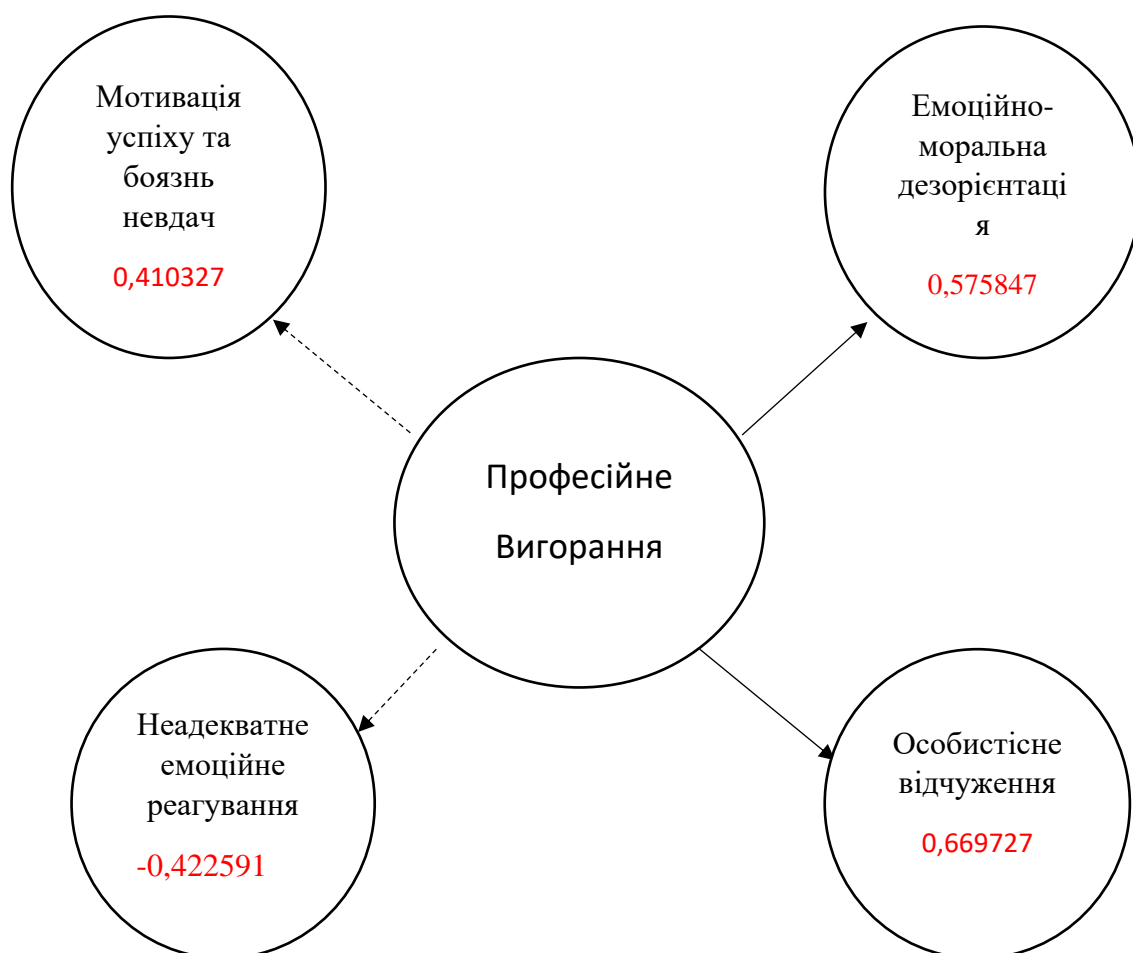 Мотивація
успіху та
боязнь
невдач
0,410327
Емоційно-
моральна
дезорієнтаці
я
0,575847
Професійне
Вигорання
Неадекватне
емоційне
реагування
-0,422591
Особистісне
відчуження
0,669727